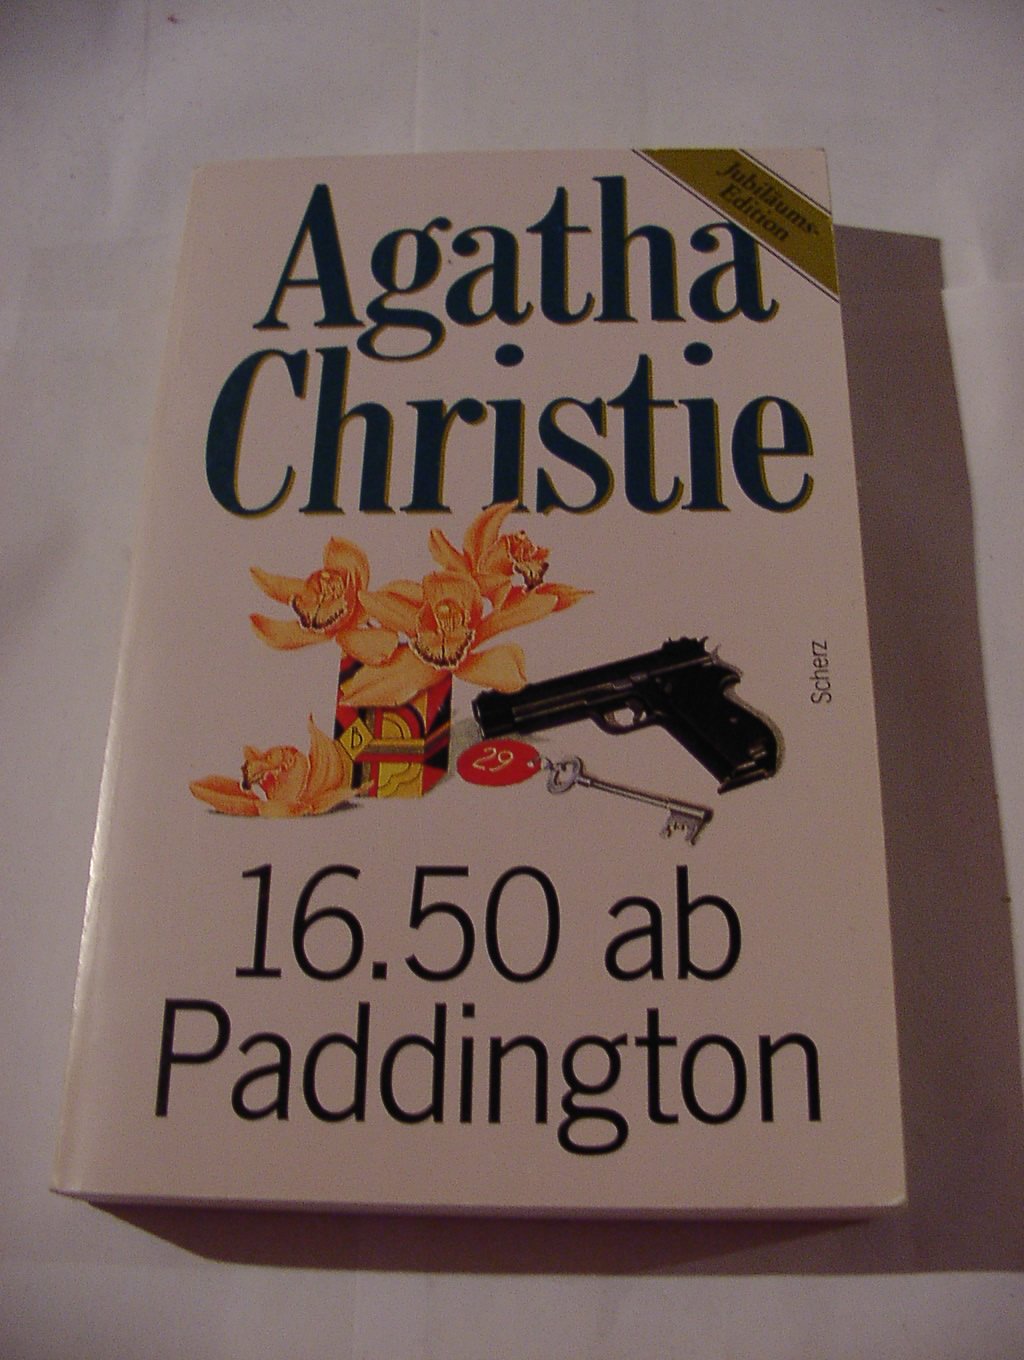 Jubiläums-
Edition
Agatha
Christie
Scherz
B
29
16.50 ab
Paddington